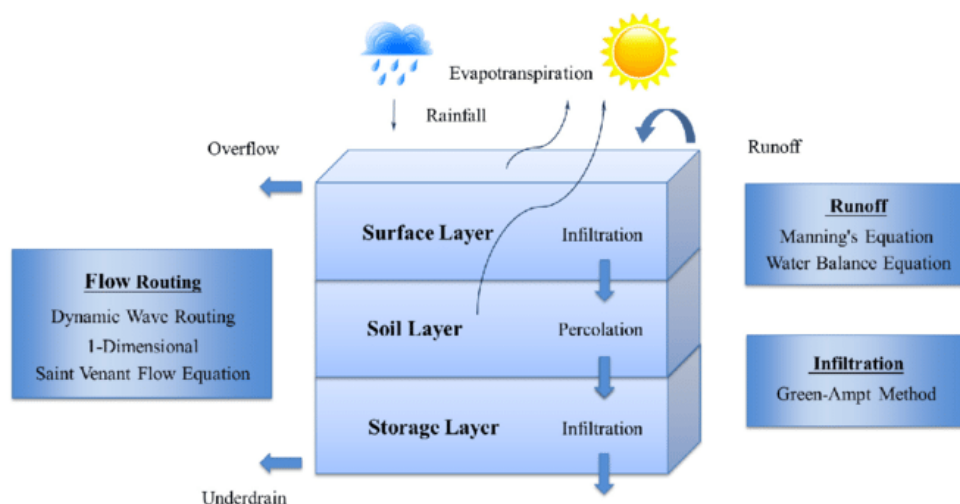 Evapotranspiration
Rainfall
Overflow
Runoff
Surface Layer
Infiltration
Runoff
Manning's Equation
Water Balance Equation
Flow Routing
Dynamic Wave Routing
1-Dimensional
Saint Venant Flow Equation
Soil Layer
Percolation
Infiltration
Green-Ampt Method
Storage Layer
Infiltration
Underdrain